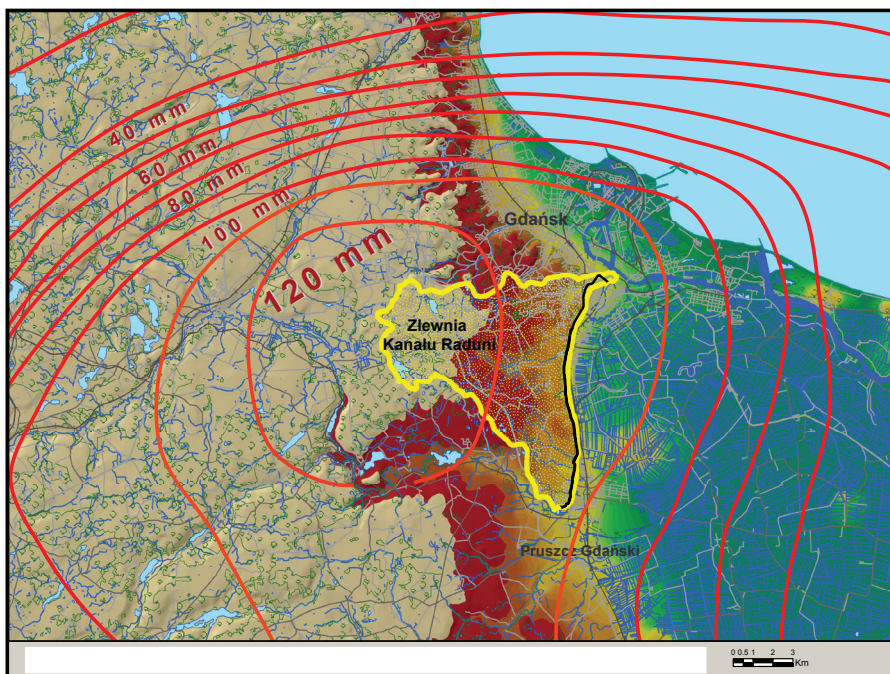 40 mm
60 mm
80 mm
100 mm
120 mm
Gdańsk
Zlewnia
Kanału Raduni
Pruszcz Gdański
0 0.5 1 2 3
Km